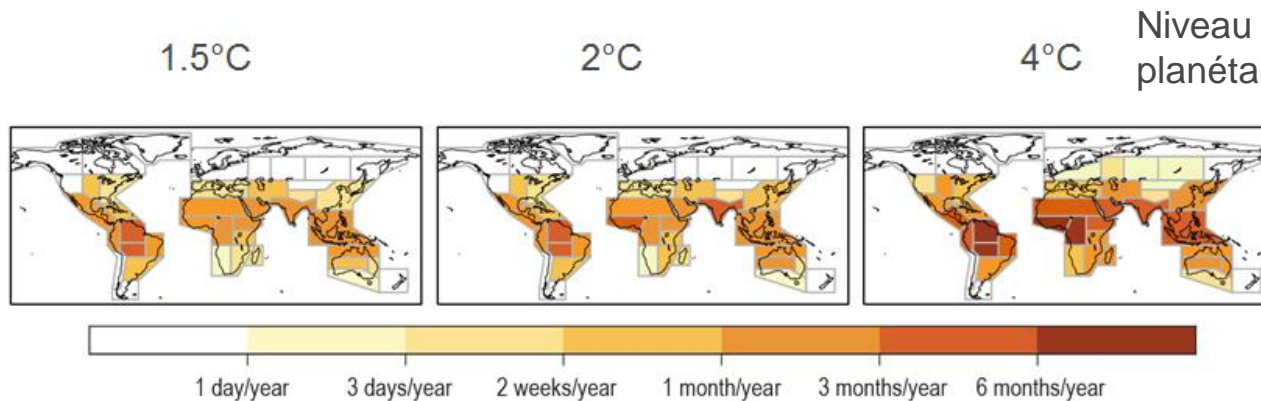 1.5°C
2°C
4°C
Niveau
planéta
1 day/year
3 days/year
2 weeks/year
1 month/year
3 months/year
6 months/year